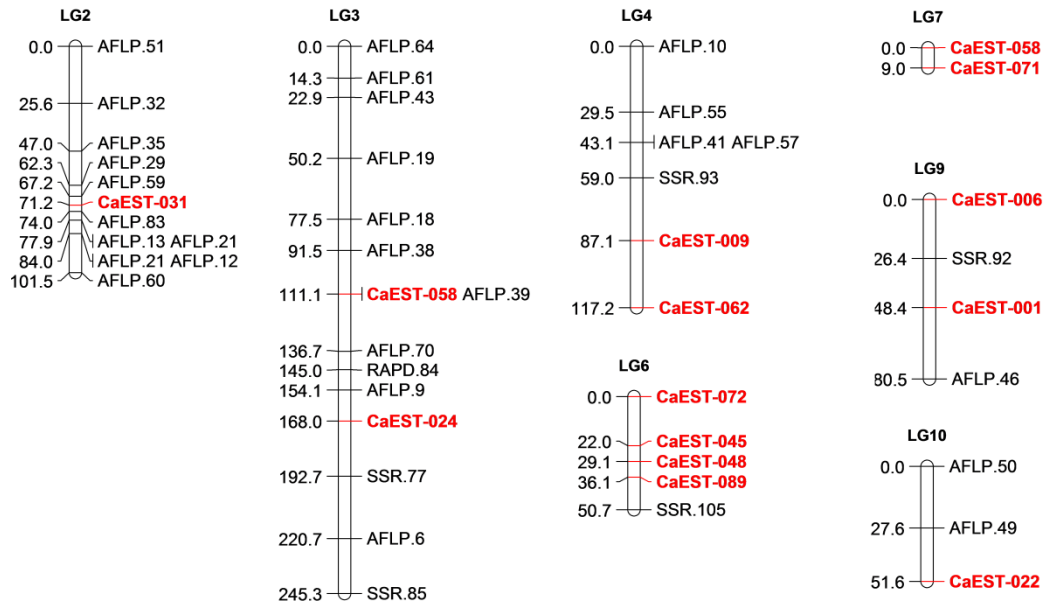 LG2
0.0 AFLP.51
25.6 AFLP.32
47.0 AFLP.35
62.3 AFLP.29
67.2 AFLP.59
71.2 CaEST-031
74.0 AFLP.83
77.9 AFLP.13 AFLP.21
84.0 AFLP.21 AFLP.12
101.5 AFLP.60
LG3
0.0 AFLP.64
14.3 AFLP.61
22.9 AFLP.43
50.2 AFLP.19
77.5 AFLP.18
91.5 AFLP.38
111.1 CaEST-058 AFLP.39
136.7 AFLP.70
145.0 RAPD.84
154.1 AFLP.9
168.0 CaEST-024
192.7 SSR.77
220.7 AFLP.6
245.3 SSR.85
LG4
0.0 AFLP.10
29.5 AFLP.55
43.1 AFLP.41 AFLP.57
59.0 SSR.93
87.1 CaEST-009
117.2 CaEST-062
LG6
0.0 CaEST-072
22.0 CaEST-045
29.1 CaEST-048
36.1 CaEST-089
50.7 SSR.105
LG7
0.0 CaEST-058
9.0 CaEST-071
LG9
0.0 CaEST-006
26.4 SSR.92
48.4 CaEST-001
80.5 AFLP.46
LG10
0.0 AFLP.50
27.6 AFLP.49
51.6 CaEST-022